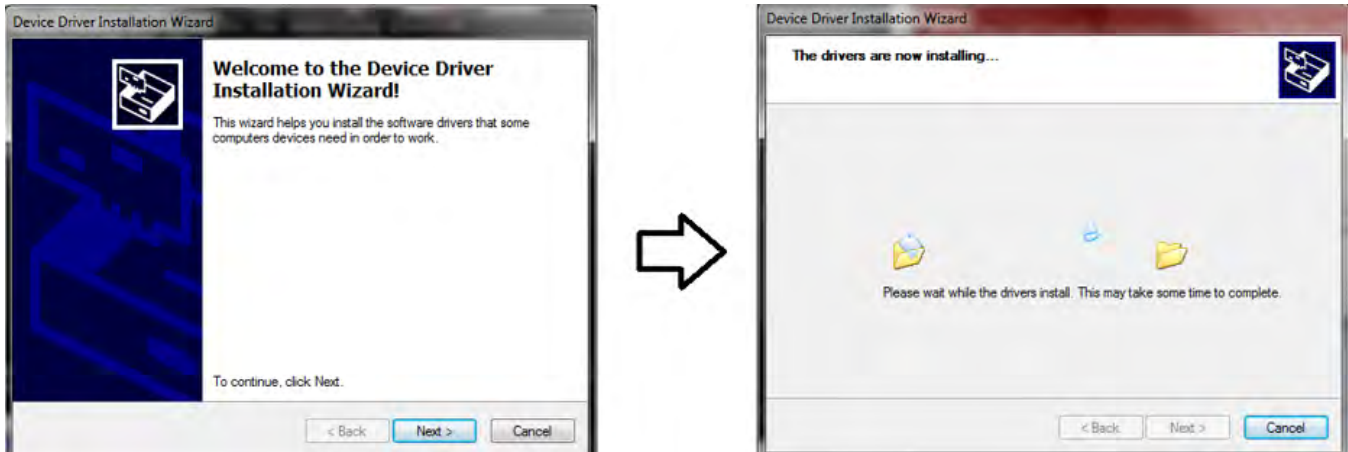 Device Driver Installation Wizard
Welcome to the Device Driver
Installation Wizard!
This wizard helps you install the software drivers that some
computers devices need in order to work.
To continue, click Next.
< Back
Next >
Cancel
Device Driver Installation Wizard
The drivers are now installing...
Please wait while the drivers install. This may take some time to complete.
< Back
Next >
Cancel